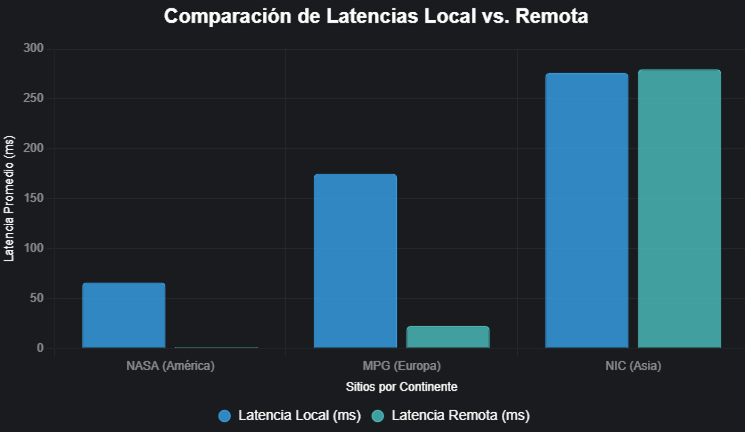 Comparación de Latencias Local vs. Remota
Latencia Promedio (ms)
300
250
200
150
100
50
0
NASA (América)
MPG (Europa)
NIC (Asia)
Sitios por Continente
Latencia Local (ms)
Latencia Remota (ms)